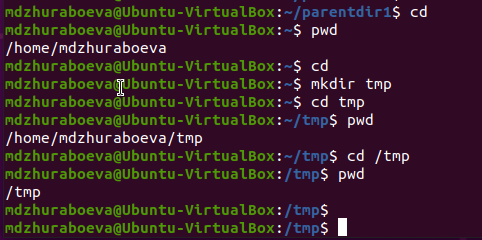 mdzhuraboeva@Ubuntu-VirtualBox:~/parentdir1$ cd
mdzhuraboeva@Ubuntu-VirtualBox:~$ pwd
/home/mdzhuraboeva
mdzhuraboeva@Ubuntu-VirtualBox:~$ cd
mdzhuraboeva@Ubuntu-VirtualBox:~$ mkdir tmp
mdzhuraboeva@Ubuntu-VirtualBox:~$ cd tmp
mdzhuraboeva@Ubuntu-VirtualBox:~/tmp$ pwd
/home/mdzhuraboeva/tmp
mdzhuraboeva@Ubuntu-VirtualBox:~/tmp$ cd /tmp
mdzhuraboeva@Ubuntu-VirtualBox:/tmp$ pwd
/tmp
mdzhuraboeva@Ubuntu-VirtualBox:/tmp$
mdzhuraboeva@Ubuntu-VirtualBox:/tmp$